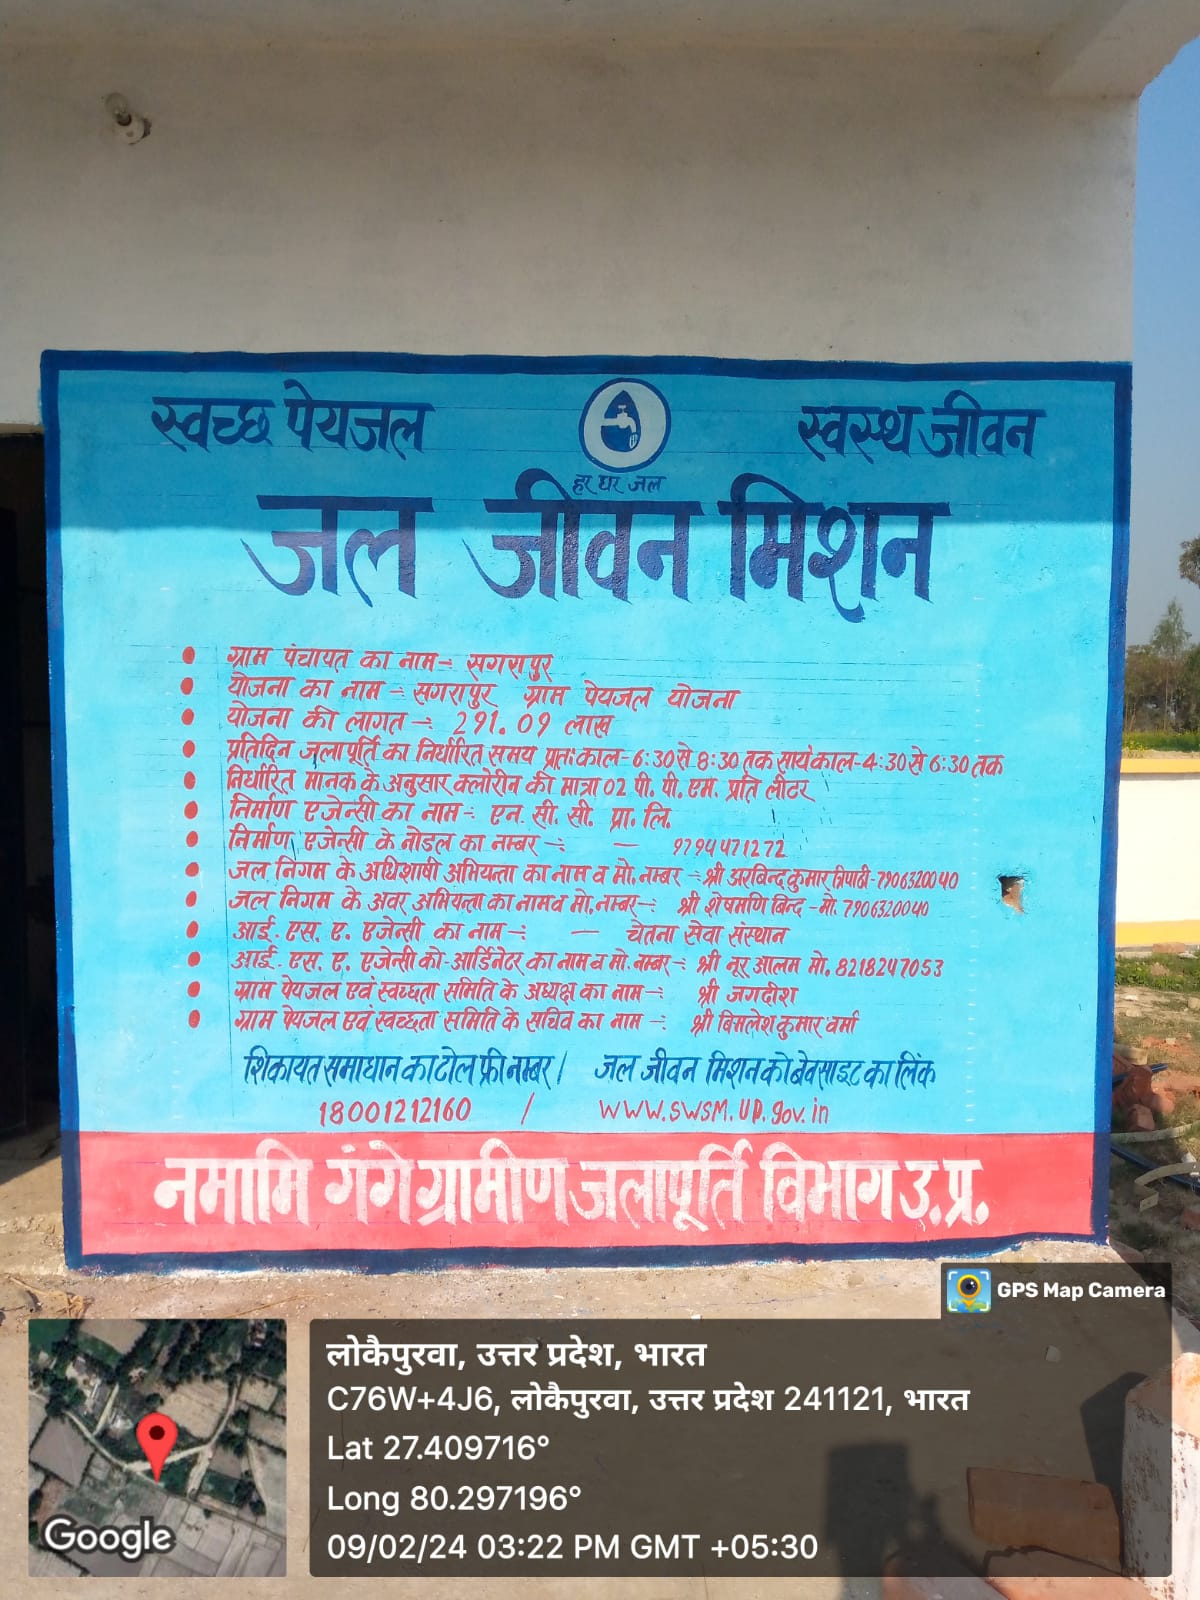 स्वच्छ पेयजल
स्वस्थ जीवन
हर घर जल
जल जीवन मिशन
ग्राम पंचायत का नाम -: सगरापुर
योजना का नाम -: सगरापुर ग्राम पेयजल योजना
योजना की लागत -: 291.09 लाख
प्रतिदिन जलापूर्ति का निर्धारित समय प्रातः काल-6:30 से 8:30 तक सायं काल-4:30 से 6:30 तक
निर्धारित मानक के अनुसार क्लोरीन की मात्रा 02 पी. पी. एम. प्रति लीटर
निर्माण एजेन्सी का नाम -: एन. सी. सी. प्रा. लि.
निर्माण एजेन्सी के नोडल का नम्बर -: — 9794471272
जल निगम के अधिशाषी अभियन्ता का नाम व मो. नम्बर -: श्री अरविन्द कुमार त्रिपाठी-7906320040
जल निगम के अवर अभियन्ता का नाम व मो. नम्बर -: श्री शेषमणि बिन्द -मो. 7906320040
आई. एस. ए. एजेन्सी का नाम -: — चेतना सेवा संस्थान
आई. एस. ए. एजेन्सी को-आर्डिनेटर का नाम व मो. नम्बर -: श्री नूर आलम मो. 8218247053
ग्राम पेयजल एवं स्वच्छता समिति के अध्यक्ष का नाम -: श्री जगदीश
ग्राम पेयजल एवं स्वच्छता समिति के सचिव का नाम -: श्री बिमलेश कुमार वर्मा
शिकायत समाधान का टोल फ्री नम्बर / जल जीवन मिशन को बेवसाइट का लिंक
18001212160 / www.swsm.up.gov.in
नमामि गंगे ग्रामीण जलापूर्ति विभाग उ.प्र.
GPS Map Camera
लोकैपुरवा, उत्तर प्रदेश, भारत
C76W+4J6, लोकैपुरवा, उत्तर प्रदेश 241121, भारत
Lat 27.409716°
Long 80.297196°
09/02/24 03:22 PM GMT +05:30
Google